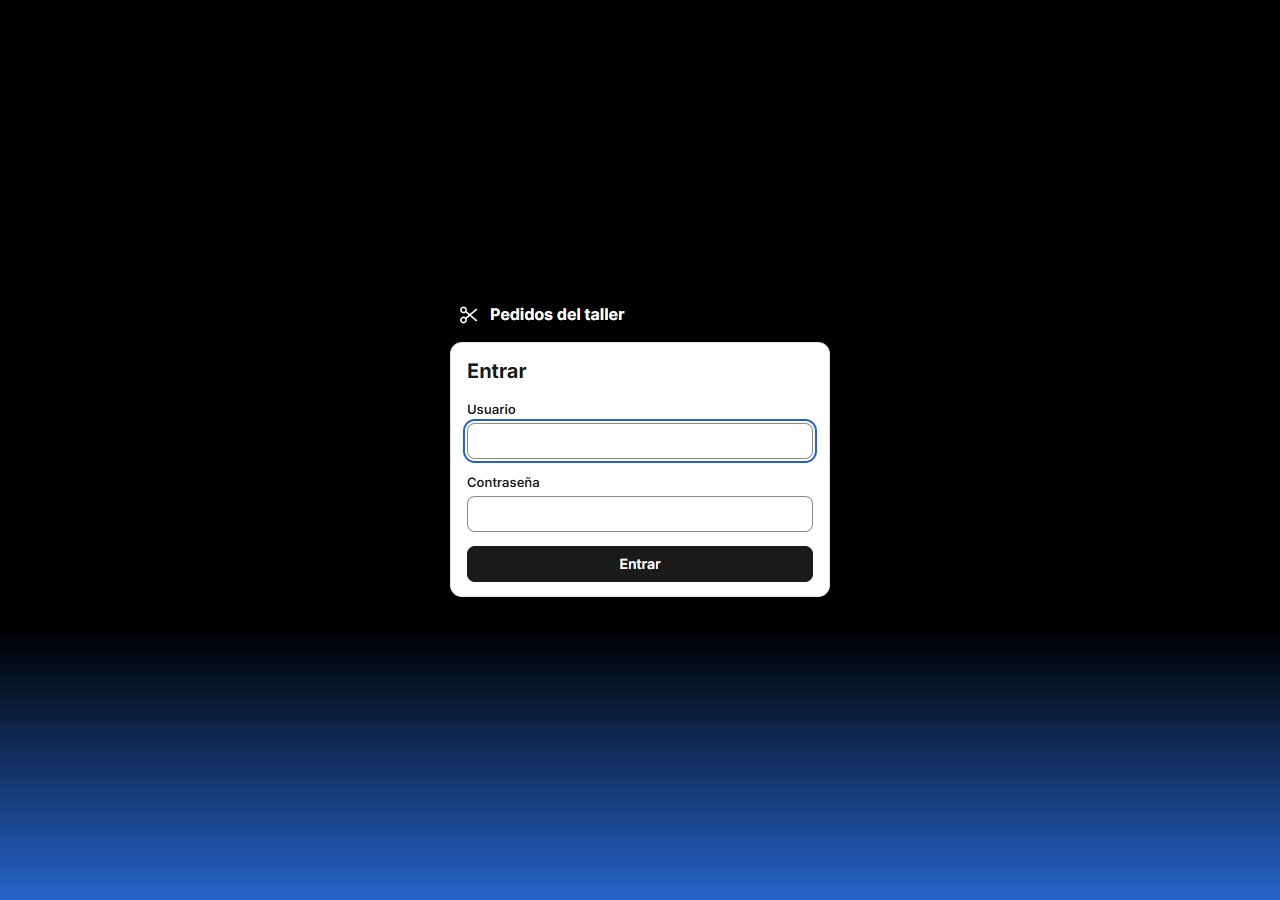 Pedidos del taller
Entrar
Usuario
Contraseña
Entrar